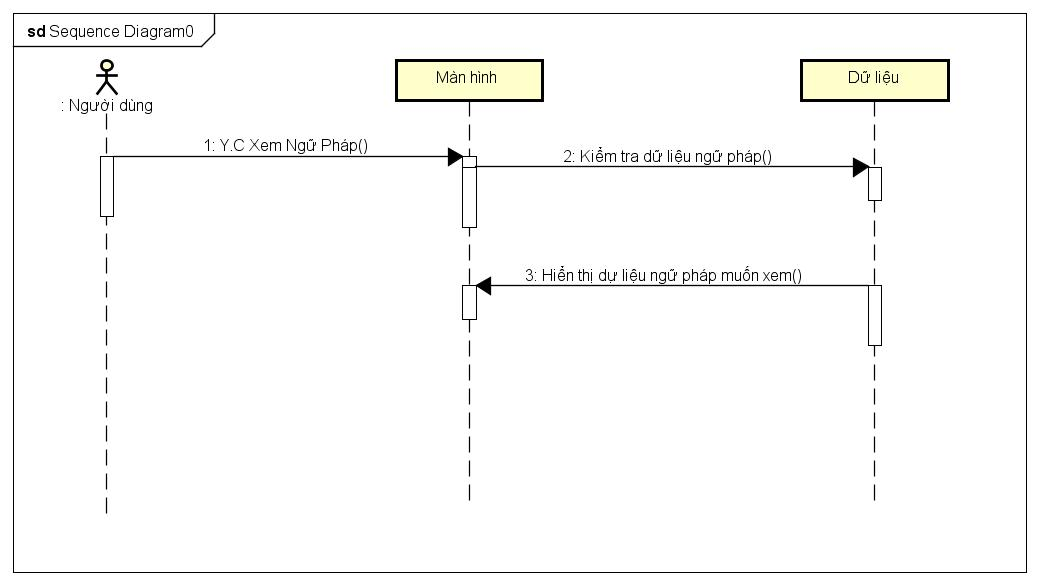 sd Sequence Diagram0
: Người dùng
Màn hình
Dữ liệu
1: Y.C Xem Ngữ Pháp()
2: Kiểm tra dữ liệu ngữ pháp()
3: Hiển thị dự liệu ngữ pháp muốn xem()